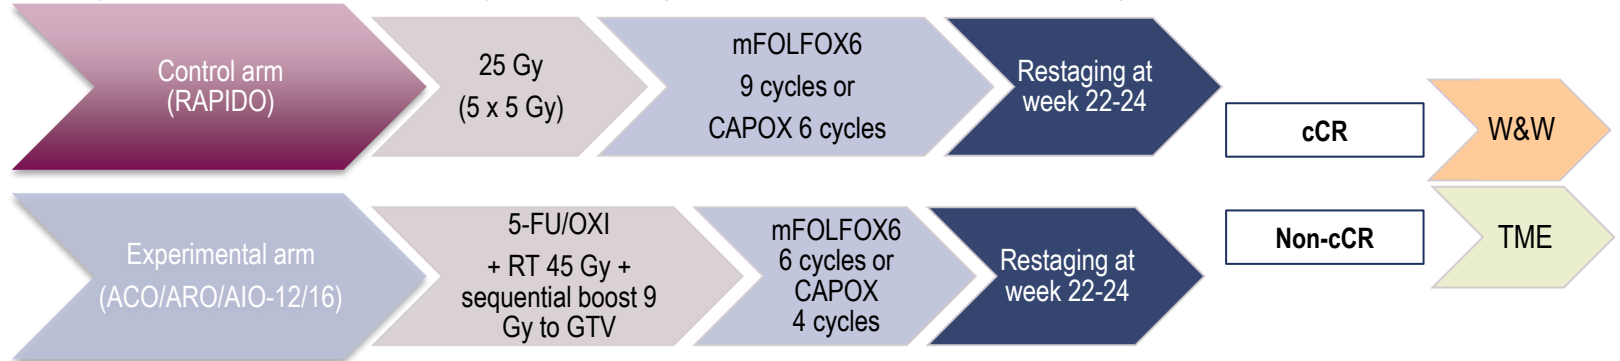 Control arm
(RAPIDO)
25 Gy
(5 x 5 Gy)
mFOLFOX6
9 cycles or
CAPOX 6 cycles
Restaging at
week 22-24
cCR
W&W
Experimental arm
(ACO/ARO/AIO-12/16)
5-FU/OXI
+ RT 45 Gy +
sequential boost 9
Gy to GTV
mFOLFOX6
6 cycles or
CAPOX
4 cycles
Restaging at
week 22-24
Non-cCR
TME